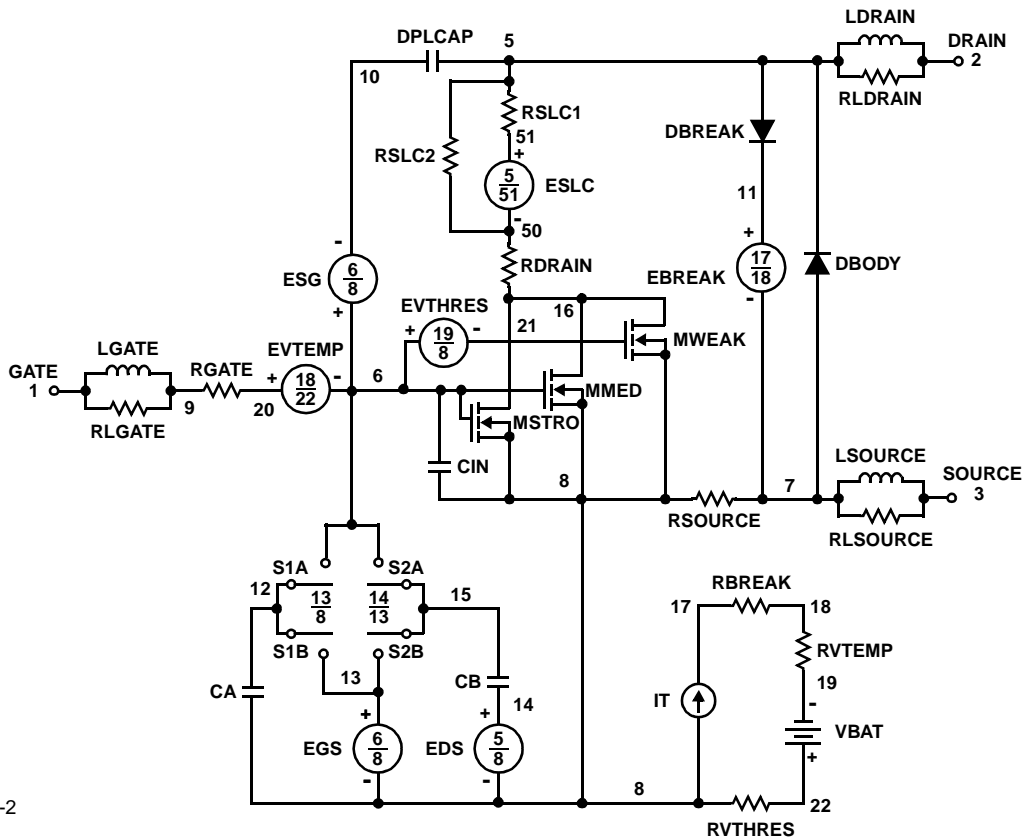 LDRAIN
DPLCAP 5 DRAIN
10 2
RLDRAIN
RSLC1
51 DBREAK
RSLC2 +
5
51 ESLC
11
-
50
- +
ESG 6
8 RDRAIN EBREAK 17
18 DBODY
+ EVTHRES 16 -
+ 19
8 - 21 MWEAK
LGATE EVTEMP
GATE
1 RGATE + 18
22 - 6 MMED
9 20 MSTRO
RLGATE
CIN LSOURCE
8 7 SOURCE
3
RSOURCE
RLSOURCE
S1A S2A
12 13
8 14
13 15
RBREAK
17 18
S1B S2B
RVTEMP
13
CA CB 19
14 IT -
+ + VBAT
EGS 6
8 EDS 5
8 +
- - 8
22
RVTHRES
-2